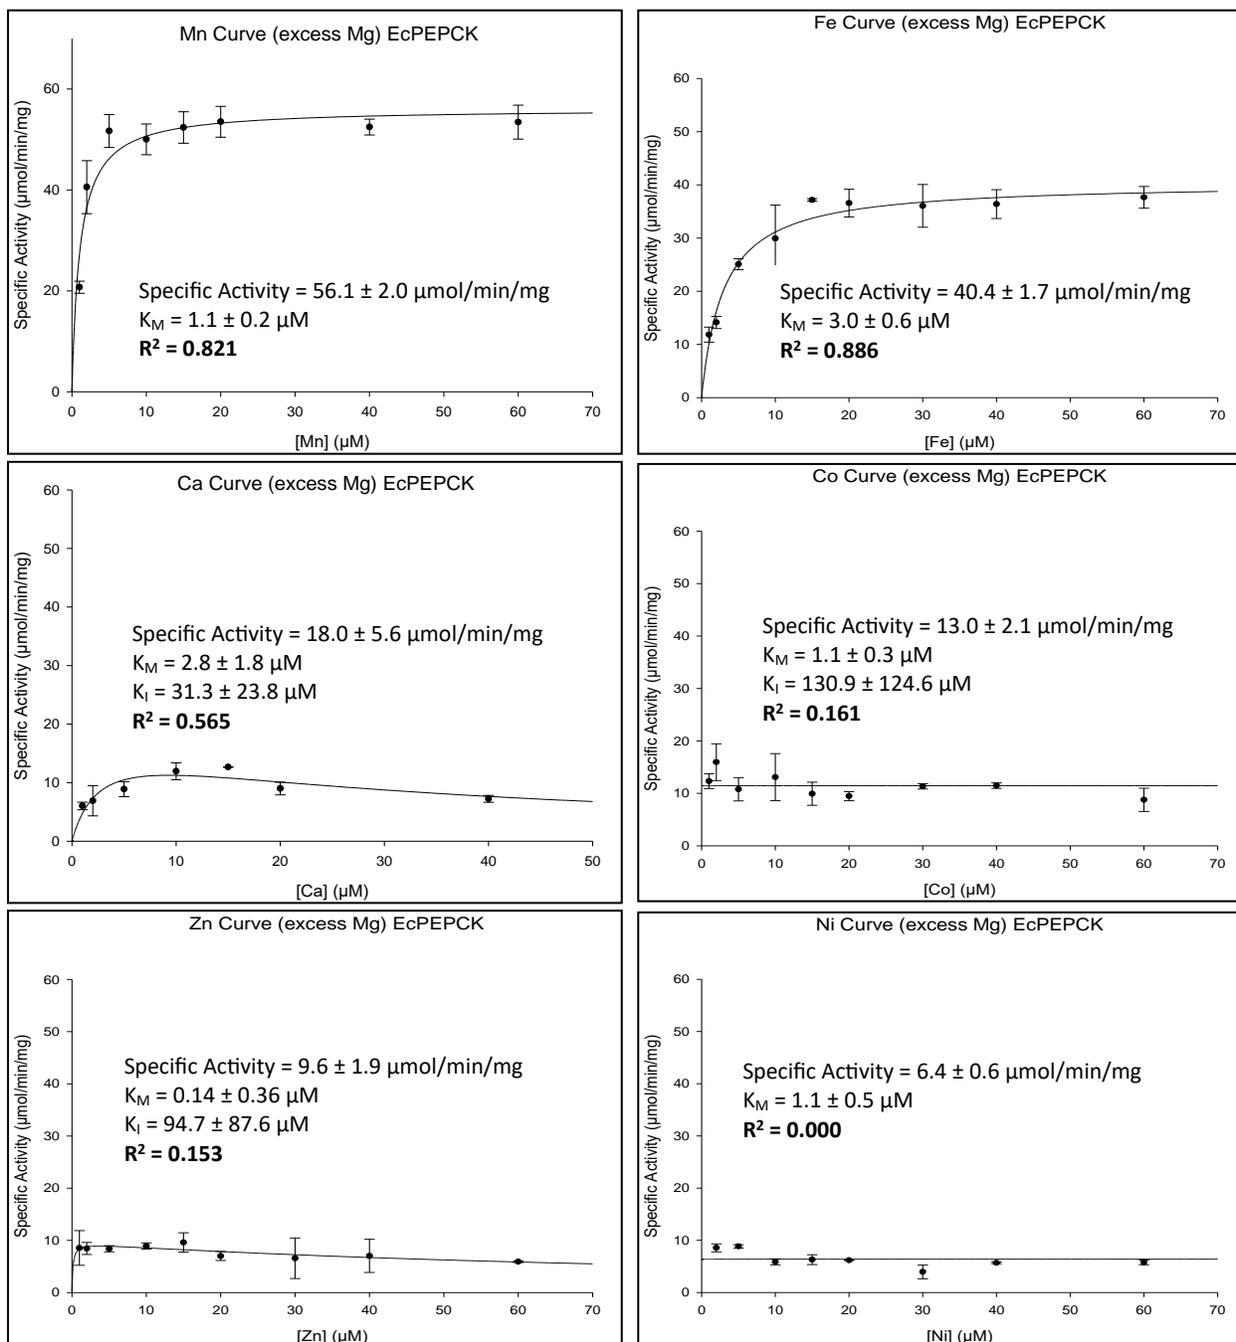 Mn Curve (excess Mg) EcPEPCK
Specific Activity (µmol/min/mg)
60
40
20
0
Specific Activity = 56.1 ± 2.0 µmol/min/mg
K_M = 1.1 ± 0.2 µM
R² = 0.821
0 10 20 30 40 50 60 70
[Mn] (µM)
Fe Curve (excess Mg) EcPEPCK
Specific Activity (µmol/min/mg)
60
50
40
30
20
10
0
Specific Activity = 40.4 ± 1.7 µmol/min/mg
K_M = 3.0 ± 0.6 µM
R² = 0.886
0 10 20 30 40 50 60 70
[Fe] (µM)
Ca Curve (excess Mg) EcPEPCK
Specific Activity (µmol/min/mg)
60
50
40
30
20
10
0
Specific Activity = 18.0 ± 5.6 µmol/min/mg
K_M = 2.8 ± 1.8 µM
K_I = 31.3 ± 23.8 µM
R² = 0.565
0 10 20 30 40 50
[Ca] (µM)
Co Curve (excess Mg) EcPEPCK
Specific Activity (µmol/min/mg)
60
50
40
30
20
10
0
Specific Activity = 13.0 ± 2.1 µmol/min/mg
K_M = 1.1 ± 0.3 µM
K_I = 130.9 ± 124.6 µM
R² = 0.161
0 10 20 30 40 50 60 70
[Co] (µM)
Zn Curve (excess Mg) EcPEPCK
Specific Activity (µmol/min/mg)
60
50
40
30
20
10
0
Specific Activity = 9.6 ± 1.9 µmol/min/mg
K_M = 0.14 ± 0.36 µM
K_I = 94.7 ± 87.6 µM
R² = 0.153
0 10 20 30 40 50 60 70
[Zn] (µM)
Ni Curve (excess Mg) EcPEPCK
Specific Activity (µmol/min/mg)
60
50
40
30
20
10
0
Specific Activity = 6.4 ± 0.6 µmol/min/mg
K_M = 1.1 ± 0.5 µM
R² = 0.000
0 10 20 30 40 50 60 70
[Ni] (µM)